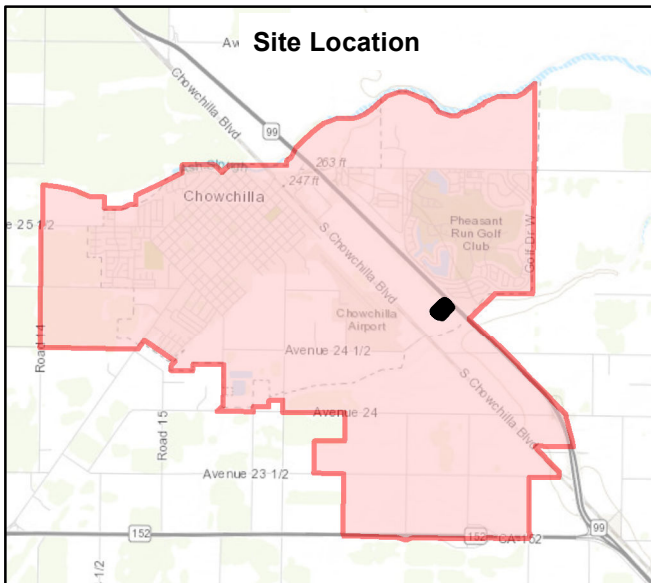 Av
Site Location
Chowchilla Blvd
99
263 ft
247 ft
Chowchilla
e 25 1/2
Pheasant
Run Golf
Club
Golf Dr W
S Chowchilla Blvd
Chowchilla
Airport
Road 14
Avenue 24 1/2
S Chowchilla Blvd
Road 15
Avenue 24
Avenue 23 1/2
152
152
CA-152
99
1/2